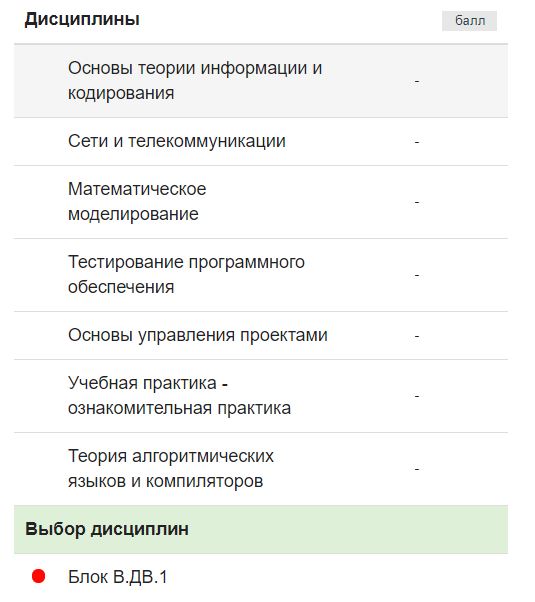 Дисциплины балл
Основы теории информации и
кодирования
-
Сети и телекоммуникации -
Математическое
моделирование
-
Тестирование программного
обеспечения
-
Основы управления проектами -
Учебная практика -
ознакомительная практика
-
Теория алгоритмических
языков и компиляторов
-
Выбор дисциплин
Блок В.ДВ.1